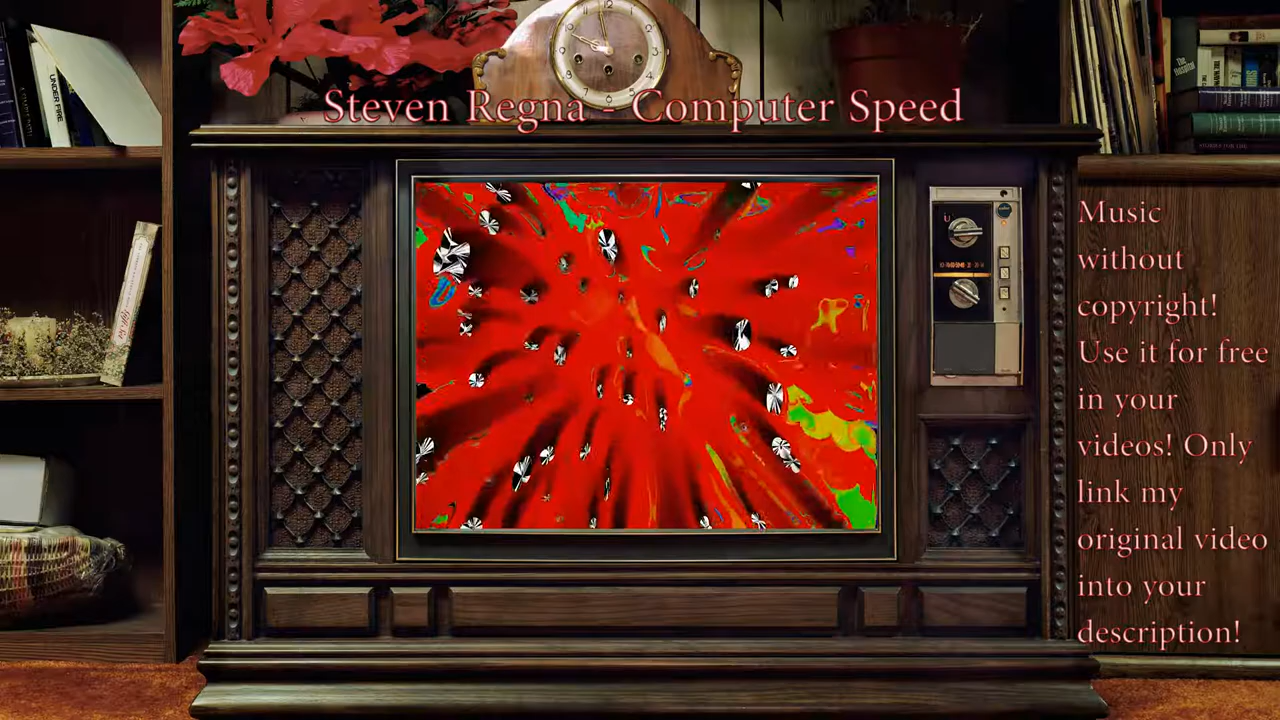 Steven Regna - Computer Speed
UNDER FIRE
Music
without
copyright!
Use it for free
in your
videos! Only
link my
original video
into your
description!